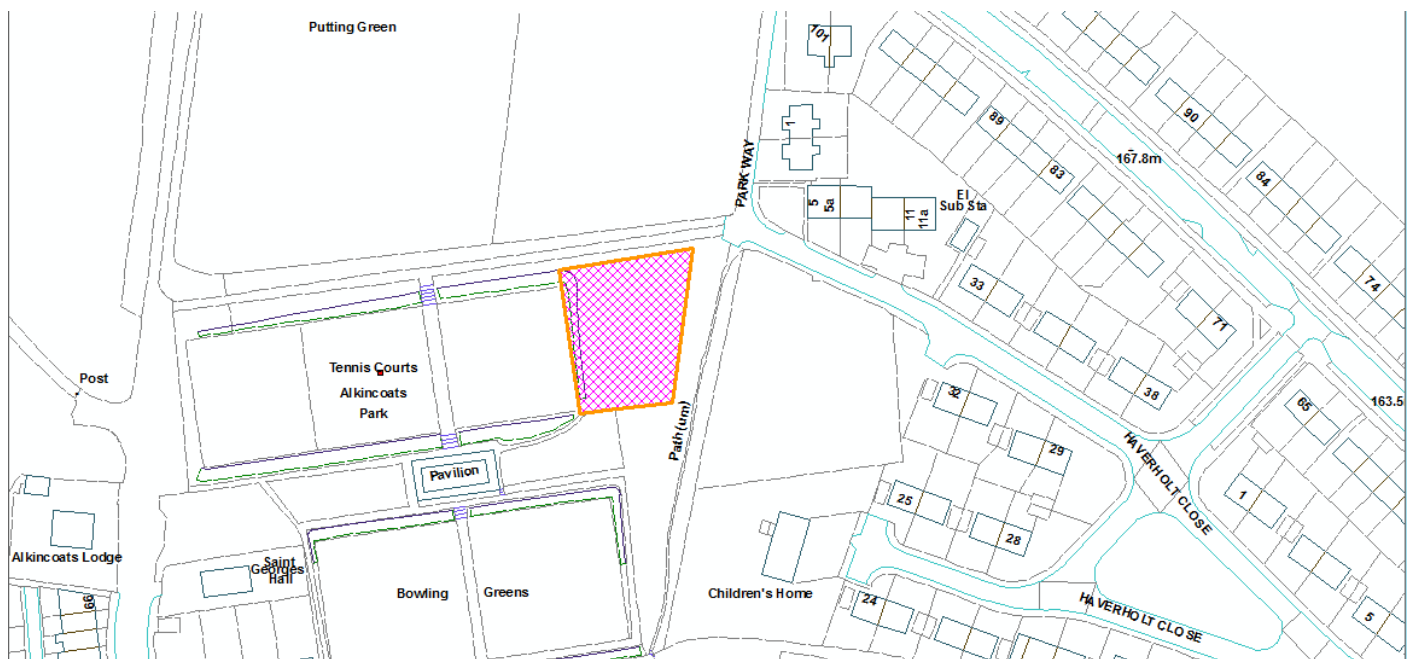 Putting Green
101
1
PARK WAY
89
83
90
167.8m
84
5
5a
11
11a
El
Sub Sta
74
33
71
38
Tennis Courts
Alkincoats
Park
Post
32
29
65
163.5
Path (um)
HAVERHOLT CLOSE
Pavilion
25
28
1
Alkincoats Lodge
Saint
Georges
Hall
99
Bowling
Greens
Children's Home
24
HAVERHOLT CLOSE
5